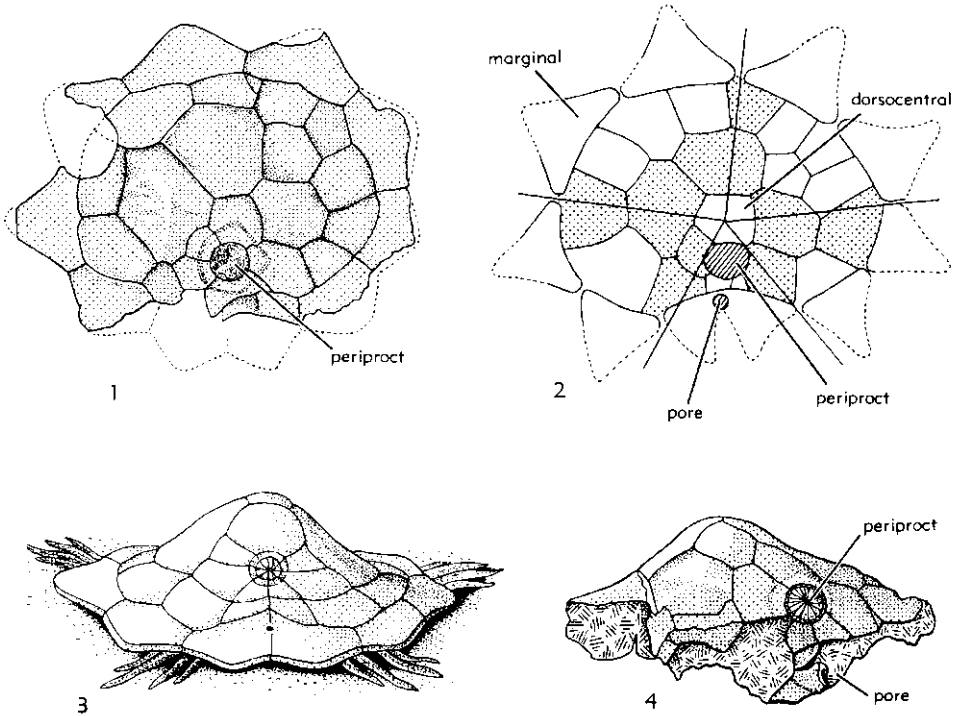 periproct
1
marginal
dorsocentral
periproct
pore
2
3
periproct
pore
4